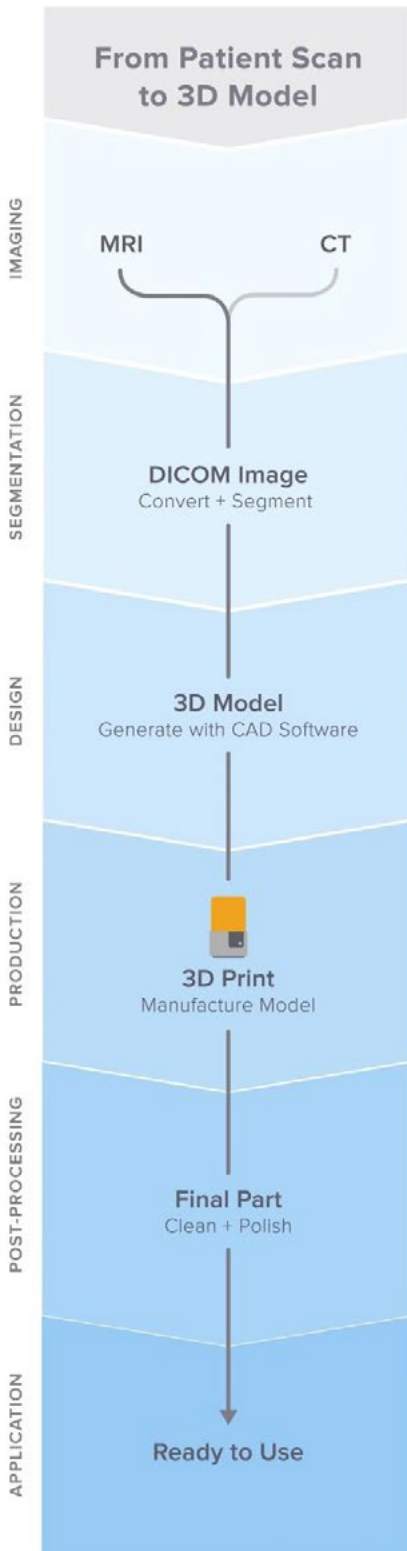 From Patient Scan
to 3D Model
IMAGING
MRI
CT
SEGMENTATION
DICOM Image
Convert + Segment
DESIGN
3D Model
Generate with CAD Software
PRODUCTION
3D Print
Manufacture Model
POST-PROCESSING
Final Part
Clean + Polish
APPLICATION
Ready to Use